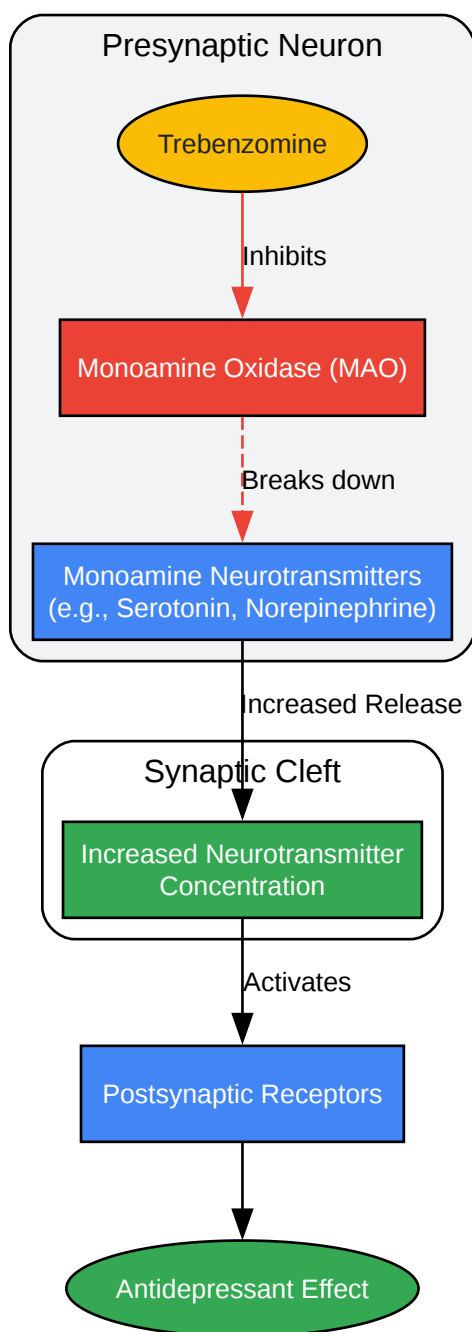 Presynaptic Neuron
Trebenzomine
Inhibits
Monoamine Oxidase (MAO)
Breaks down
Monoamine Neurotransmitters
(e.g., Serotonin, Norepinephrine)
Increased Release
Synaptic Cleft
Increased Neurotransmitter
Concentration
Activates
Postsynaptic Receptors
Antidepressant Effect